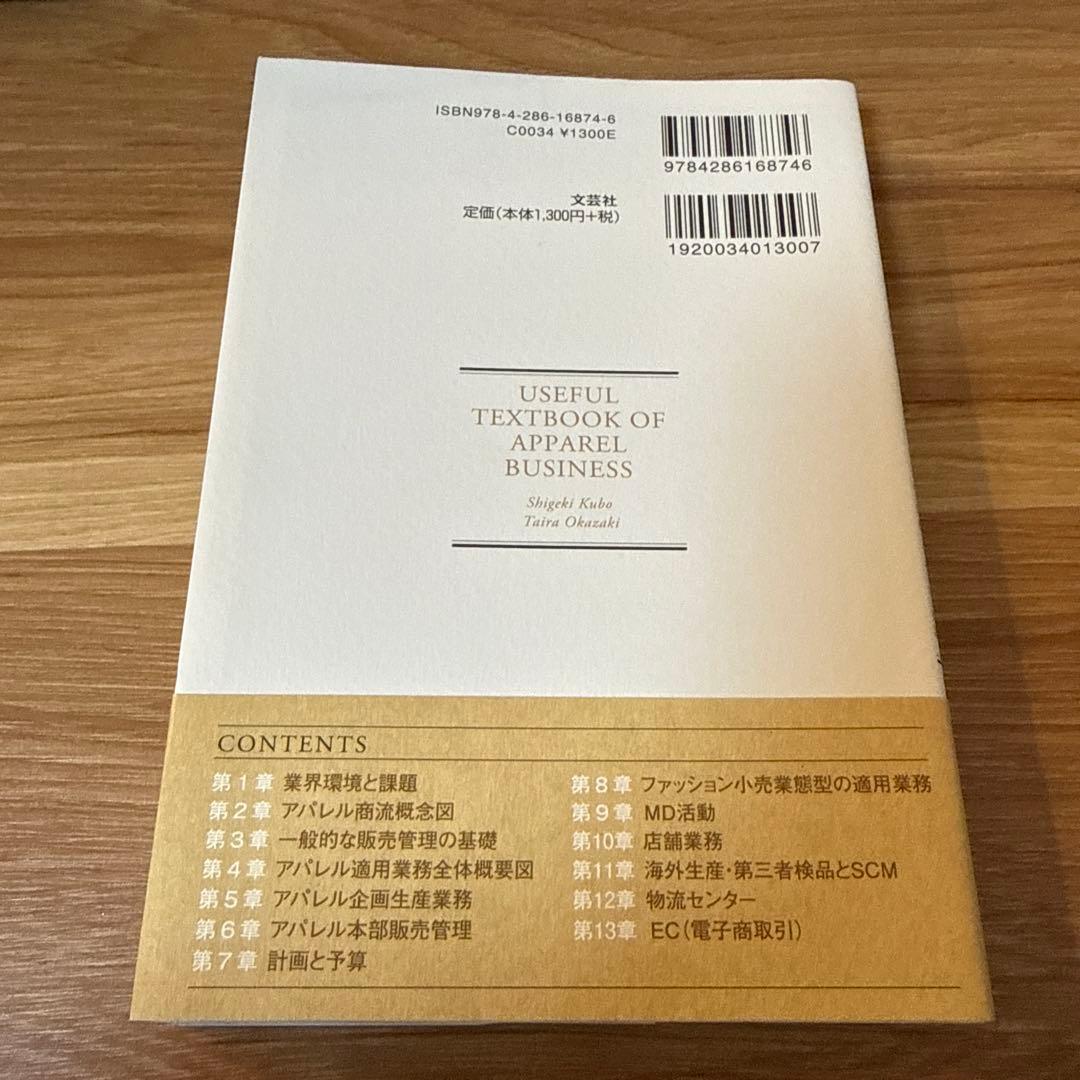 ISBN978-4-286-16874-6
C0034 ¥1300E
9784286168746
文芸社
定価(本体1,300円+税)
1920034013007
USEFUL
TEXTBOOK OF
APPAREL
BUSINESS
Shigeki Kubo
Taira Okazaki
CONTENTS
第1章 業界環境と課題
第2章 アパレル商流概念図
第3章 一般的な販売管理の基礎
第4章 アパレル適用業務全体概要図
第5章 アパレル企画生産業務
第6章 アパレル本部販売管理
第7章 計画と予算
第8章 ファッション小売業態型の適用業務
第9章 MD活動
第10章 店舗業務
第11章 海外生産・第三者検品とSCM
第12章 物流センター
第13章 EC(電子商取引)